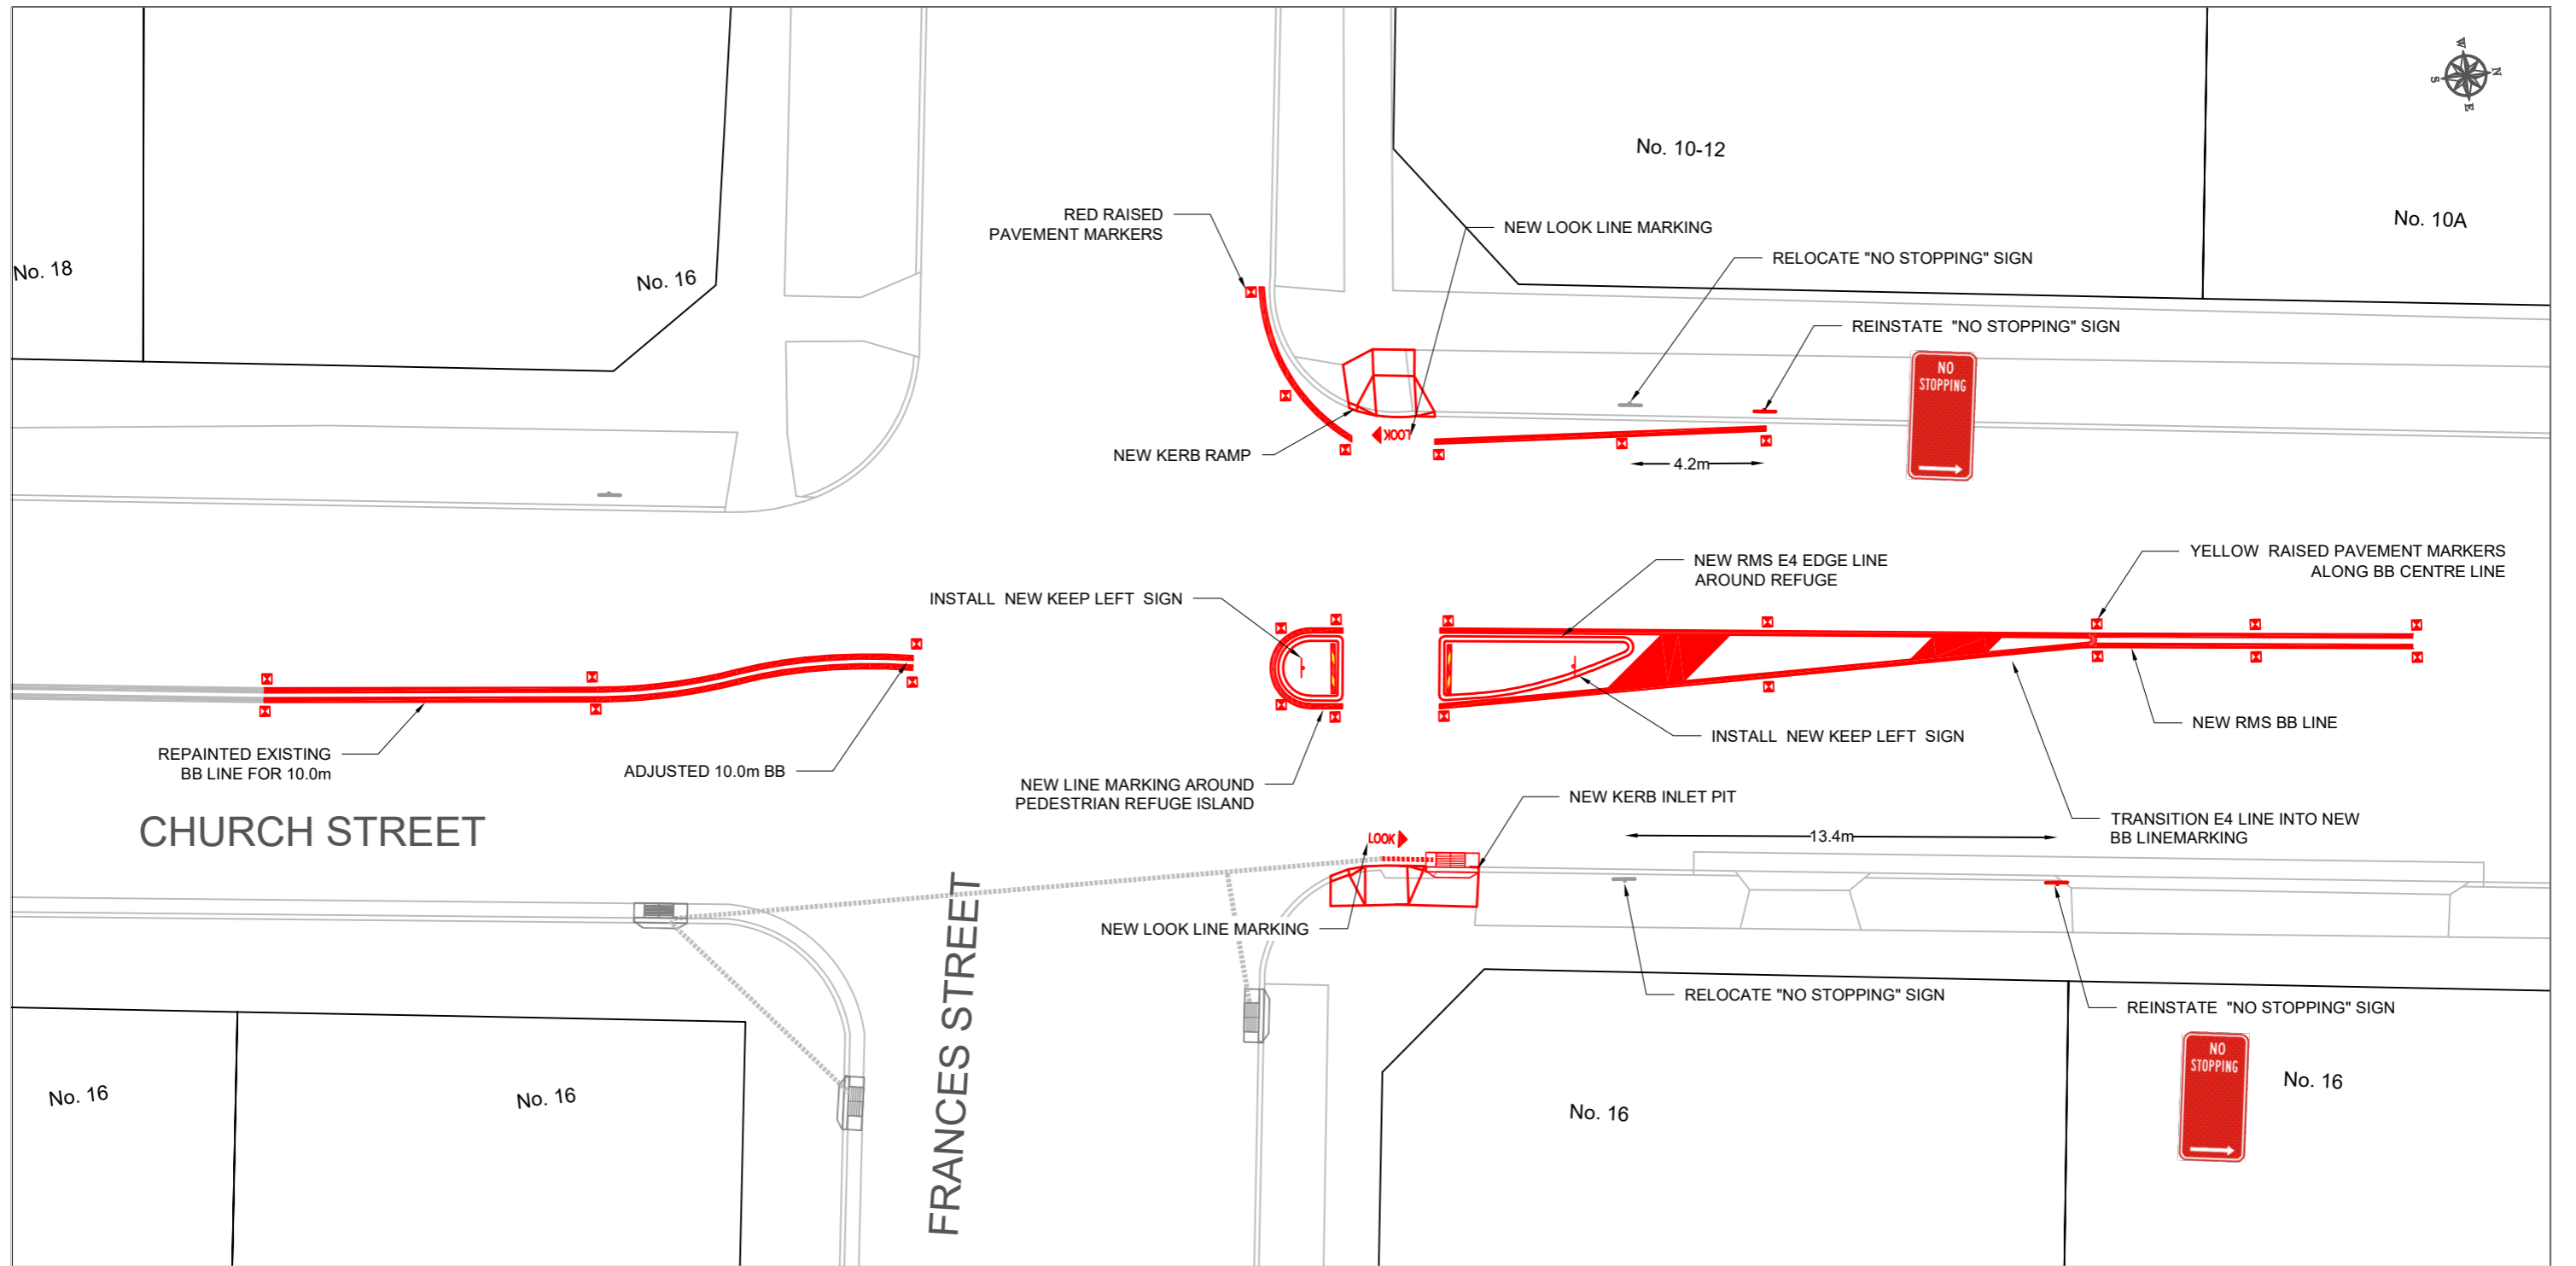 W
N
S
E
No. 10-12
No. 10A
No. 18
No. 16
RED RAISED
PAVEMENT MARKERS
NEW LOOK LINE MARKING
RELOCATE "NO STOPPING" SIGN
REINSTATE "NO STOPPING" SIGN
NO
STOPPING
LOOK
NEW KERB RAMP
4.2m
NEW RMS E4 EDGE LINE
AROUND REFUGE
YELLOW RAISED PAVEMENT MARKERS
ALONG BB CENTRE LINE
INSTALL NEW KEEP LEFT SIGN
REPAINTED EXISTING
BB LINE FOR 10.0m
ADJUSTED 10.0m BB
NEW LINE MARKING AROUND
PEDESTRIAN REFUGE ISLAND
INSTALL NEW KEEP LEFT SIGN
NEW RMS BB LINE
NEW KERB INLET PIT
TRANSITION E4 LINE INTO NEW
BB LINEMARKING
13.4m
CHURCH STREET
LOOK
NEW LOOK LINE MARKING
FRANCES STREET
RELOCATE "NO STOPPING" SIGN
REINSTATE "NO STOPPING" SIGN
NO
STOPPING
No. 16
No. 16
No. 16
No. 16